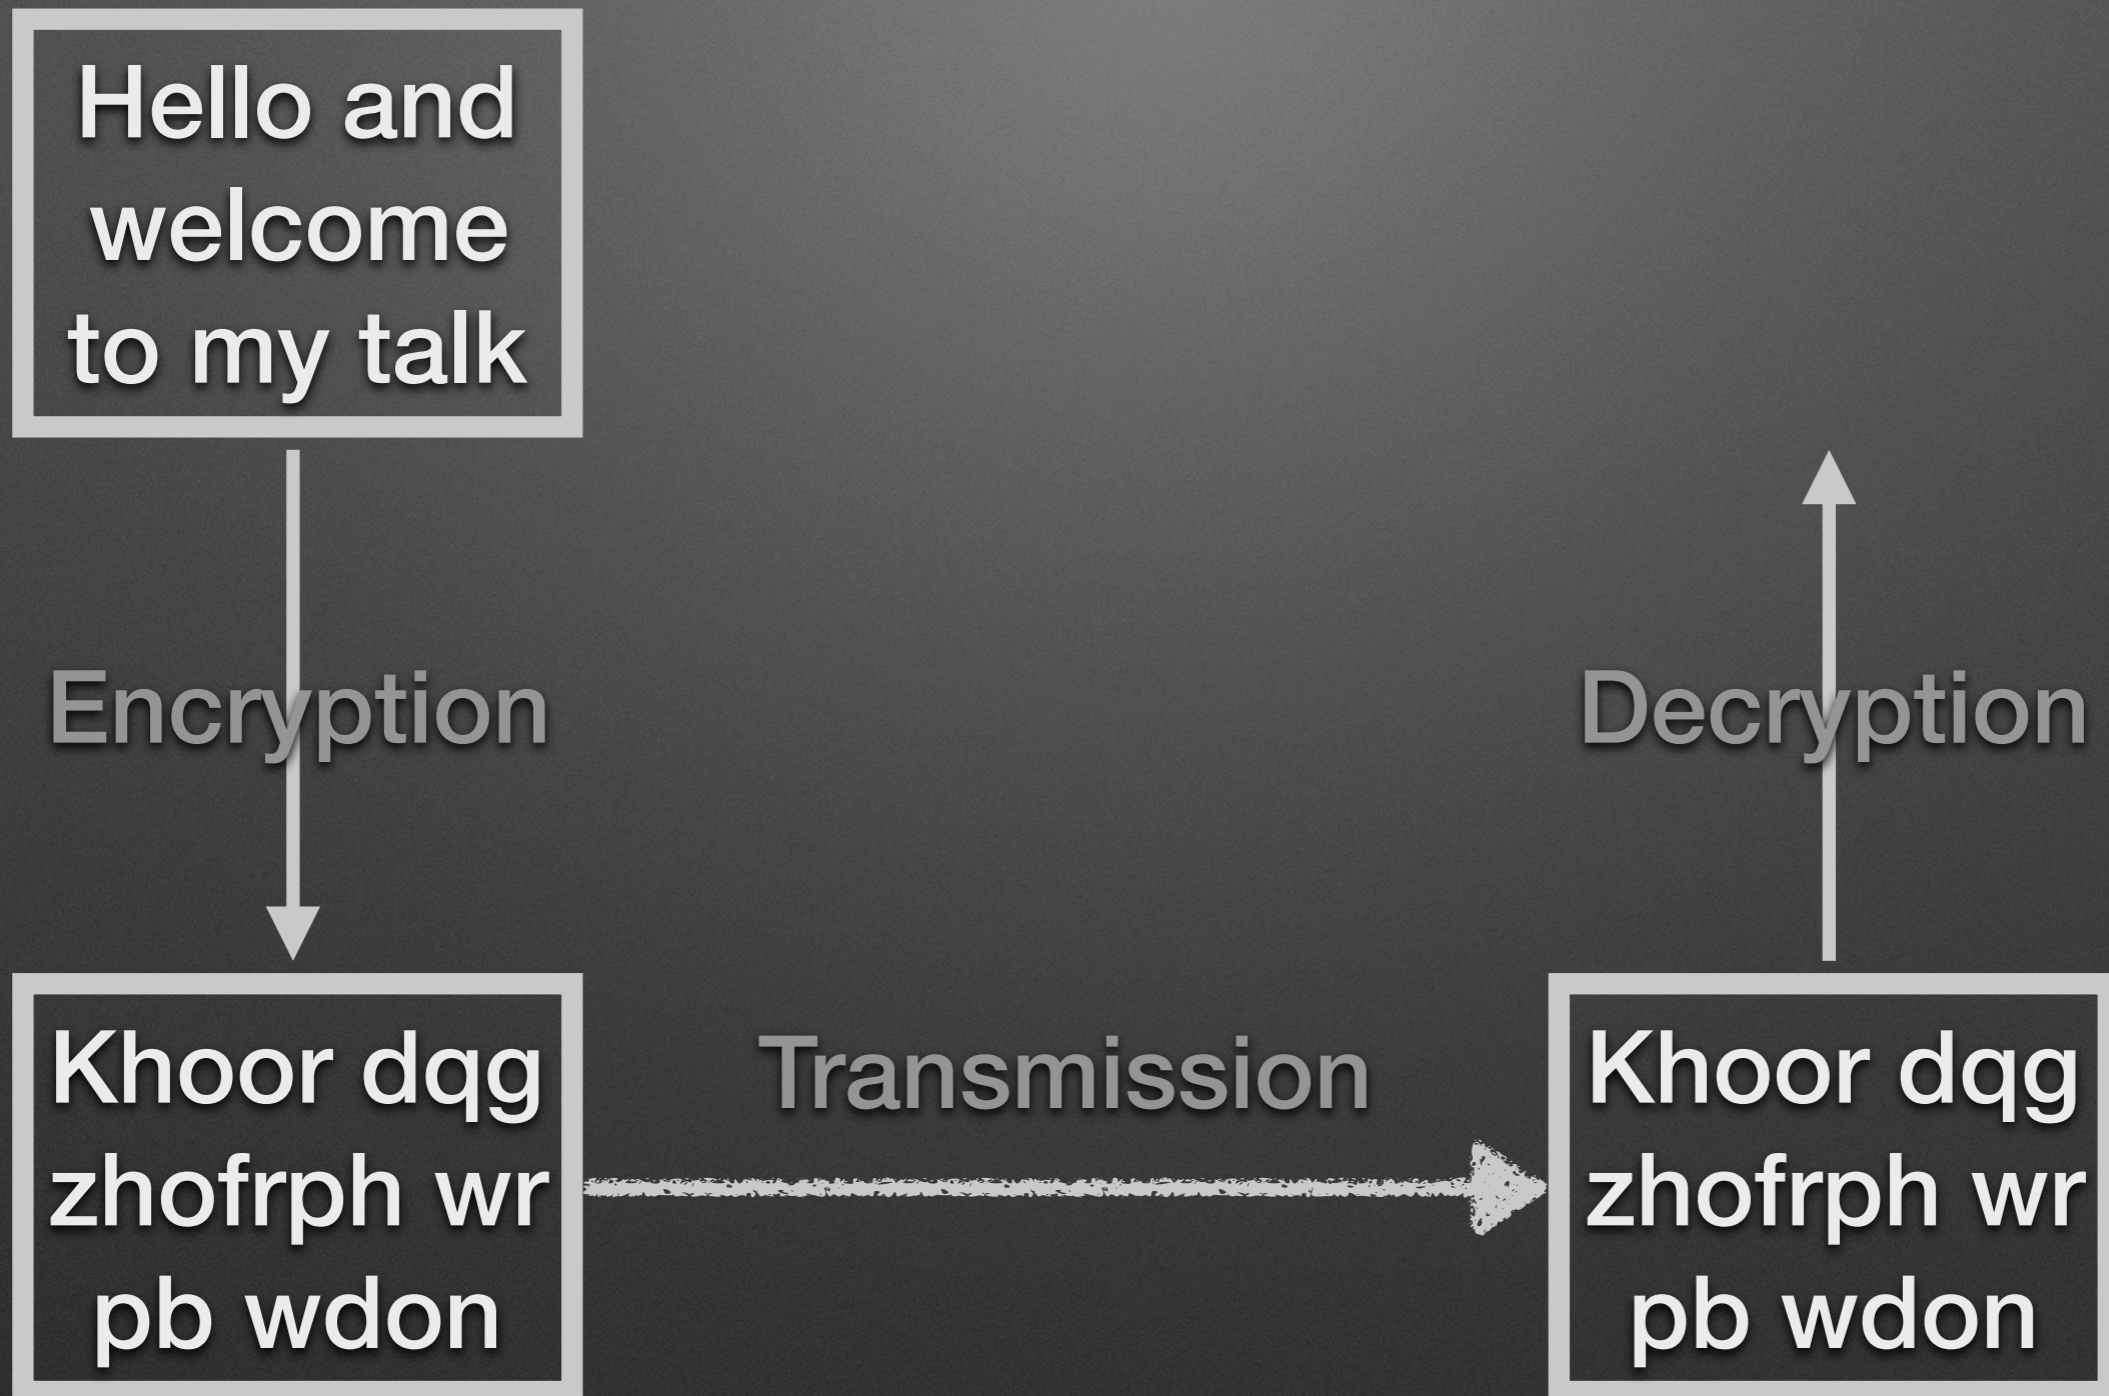 Hello and
welcome
to my talk
Encryption
Decryption
Khoor dqg
zhofrph wr
pb wdon
Transmission
Khoor dqg
zhofrph wr
pb wdon